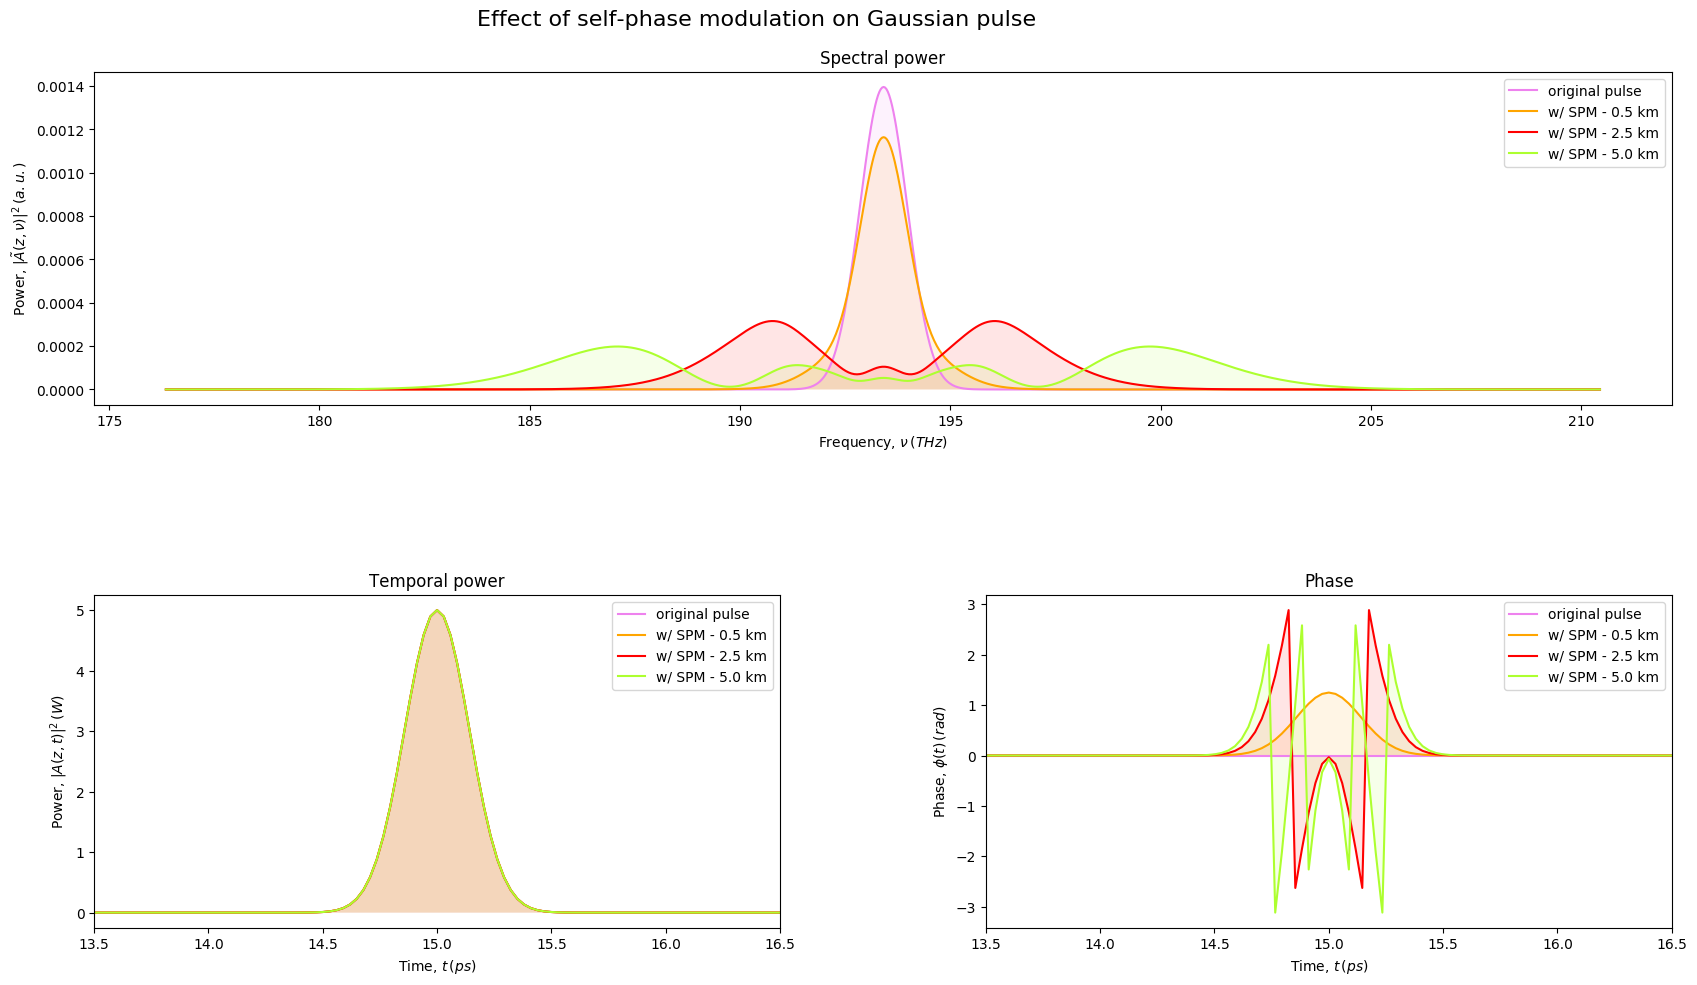 Effect of self-phase modulation on Gaussian pulse
Spectral power
Power, |Ã(z, ν)|² (a. u. )
0.0014
0.0012
0.0010
0.0008
0.0006
0.0004
0.0002
0.0000
original pulse
w/ SPM - 0.5 km
w/ SPM - 2.5 km
w/ SPM - 5.0 km
175 180 185 190 195 200 205 210
Frequency, ν (THz)
Temporal power
Power, |A(z, t)|² (W)
5
4
3
2
1
0
original pulse
w/ SPM - 0.5 km
w/ SPM - 2.5 km
w/ SPM - 5.0 km
13.5 14.0 14.5 15.0 15.5 16.0 16.5
Time, t (ps)
Phase
Phase, ϕ(t) (rad)
3
2
1
0
−1
−2
−3
original pulse
w/ SPM - 0.5 km
w/ SPM - 2.5 km
w/ SPM - 5.0 km
13.5 14.0 14.5 15.0 15.5 16.0 16.5
Time, t (ps)